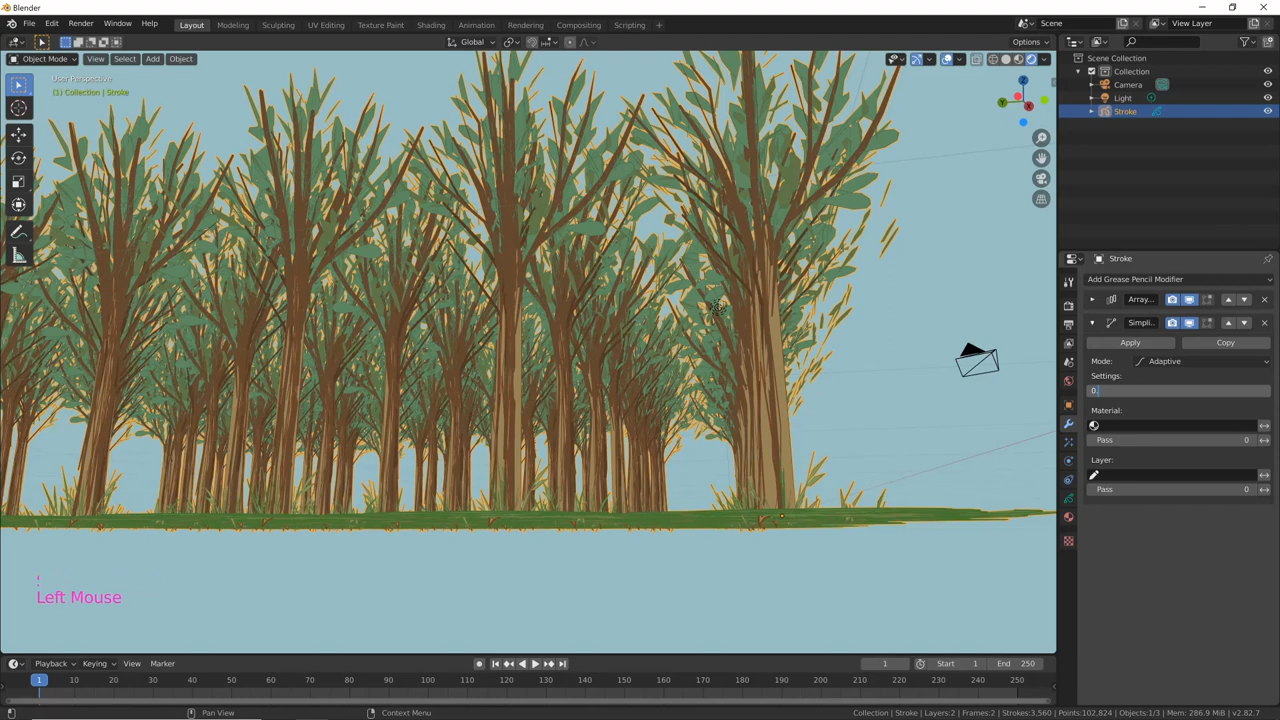 Blender
File Edit Render Window Help Layout Modeling Sculpting UV Editing Texture Paint Shading Animation Rendering Compositing Scripting + Scene View Layer
Global Options
Object Mode View Select Add Object
User Perspective
(1) Collection | Stroke
Z
Y X
Scene Collection
Collection
Camera
Light
Stroke
Stroke
Add Grease Pencil Modifier
Array...
Simpli..
Apply Copy
Mode: Adaptive
Settings:
0.
Material:
Pass 0
Layer:
Pass 0
Left Mouse
Playback Keying View Marker 1 Start 1 End 250
1 10 20 30 40 50 60 70 80 90 100 110 120 130 140 150 160 170 180 190 200 210 220 230 240 250
Pan View Context Menu Collection | Stroke | Layers:2 | Frames:2 | Strokes:3,560 | Points:102,824 | Objects:1/3 | Mem: 286.9 MiB | v2.82.7